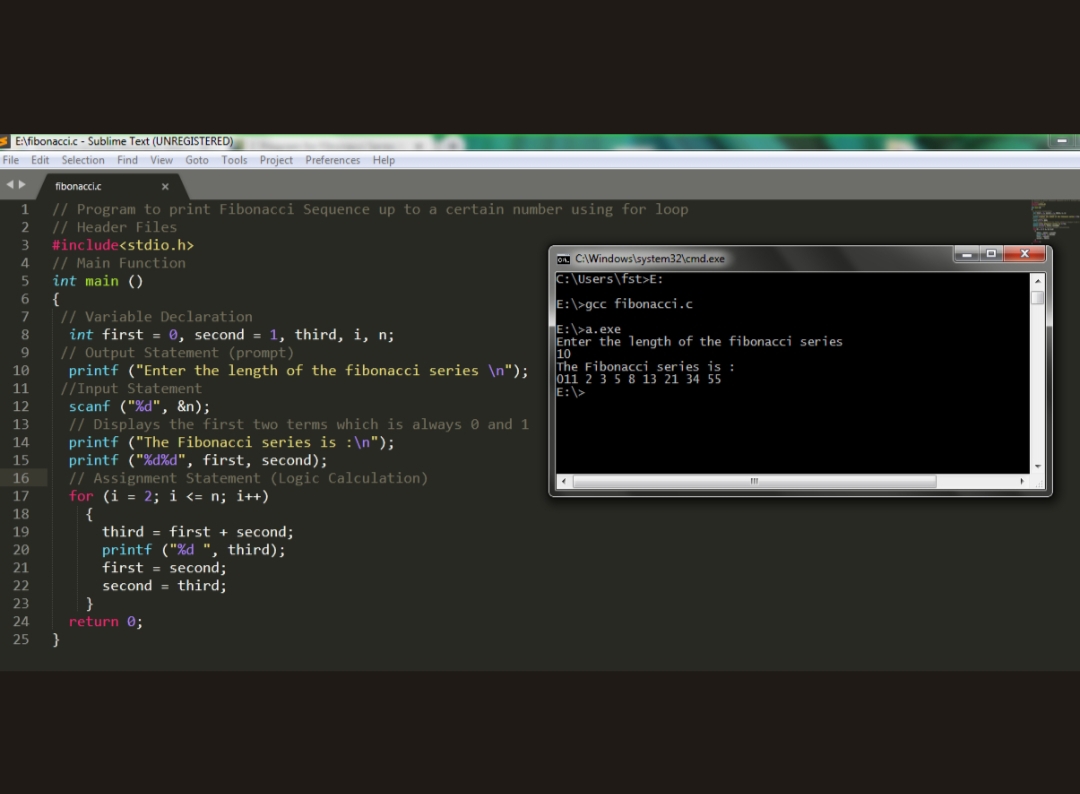 E:\fibonacci.c - Sublime Text (UNREGISTERED)
File Edit Selection Find View Goto Tools Project Preferences Help
fibonacci.c
1 // Program to print Fibonacci Sequence up to a certain number using for loop
2 // Header Files
3 #include<stdio.h>
4 // Main Function
5 int main ()
6 {
7 // Variable Declaration
8 int first = 0, second = 1, third, i, n;
9 // Output Statement (prompt)
10 printf ("Enter the length of the fibonacci series \n");
11 //Input Statement
12 scanf ("%d", &n);
13 // Displays the first two terms which is always 0 and 1
14 printf ("The Fibonacci series is :\n");
15 printf ("%d%d", first, second);
16 // Assignment Statement (Logic Calculation)
17 for (i = 2; i <= n; i++)
18 {
19 third = first + second;
20 printf ("%d ", third);
21 first = second;
22 second = third;
23 }
24 return 0;
25 }
C:\Windows\system32\cmd.exe
C:\Users\fst>E:
E:\>gcc fibonacci.c
E:\>a.exe
Enter the length of the fibonacci series
10
The Fibonacci series is :
011 2 3 5 8 13 21 34 55
E:\>